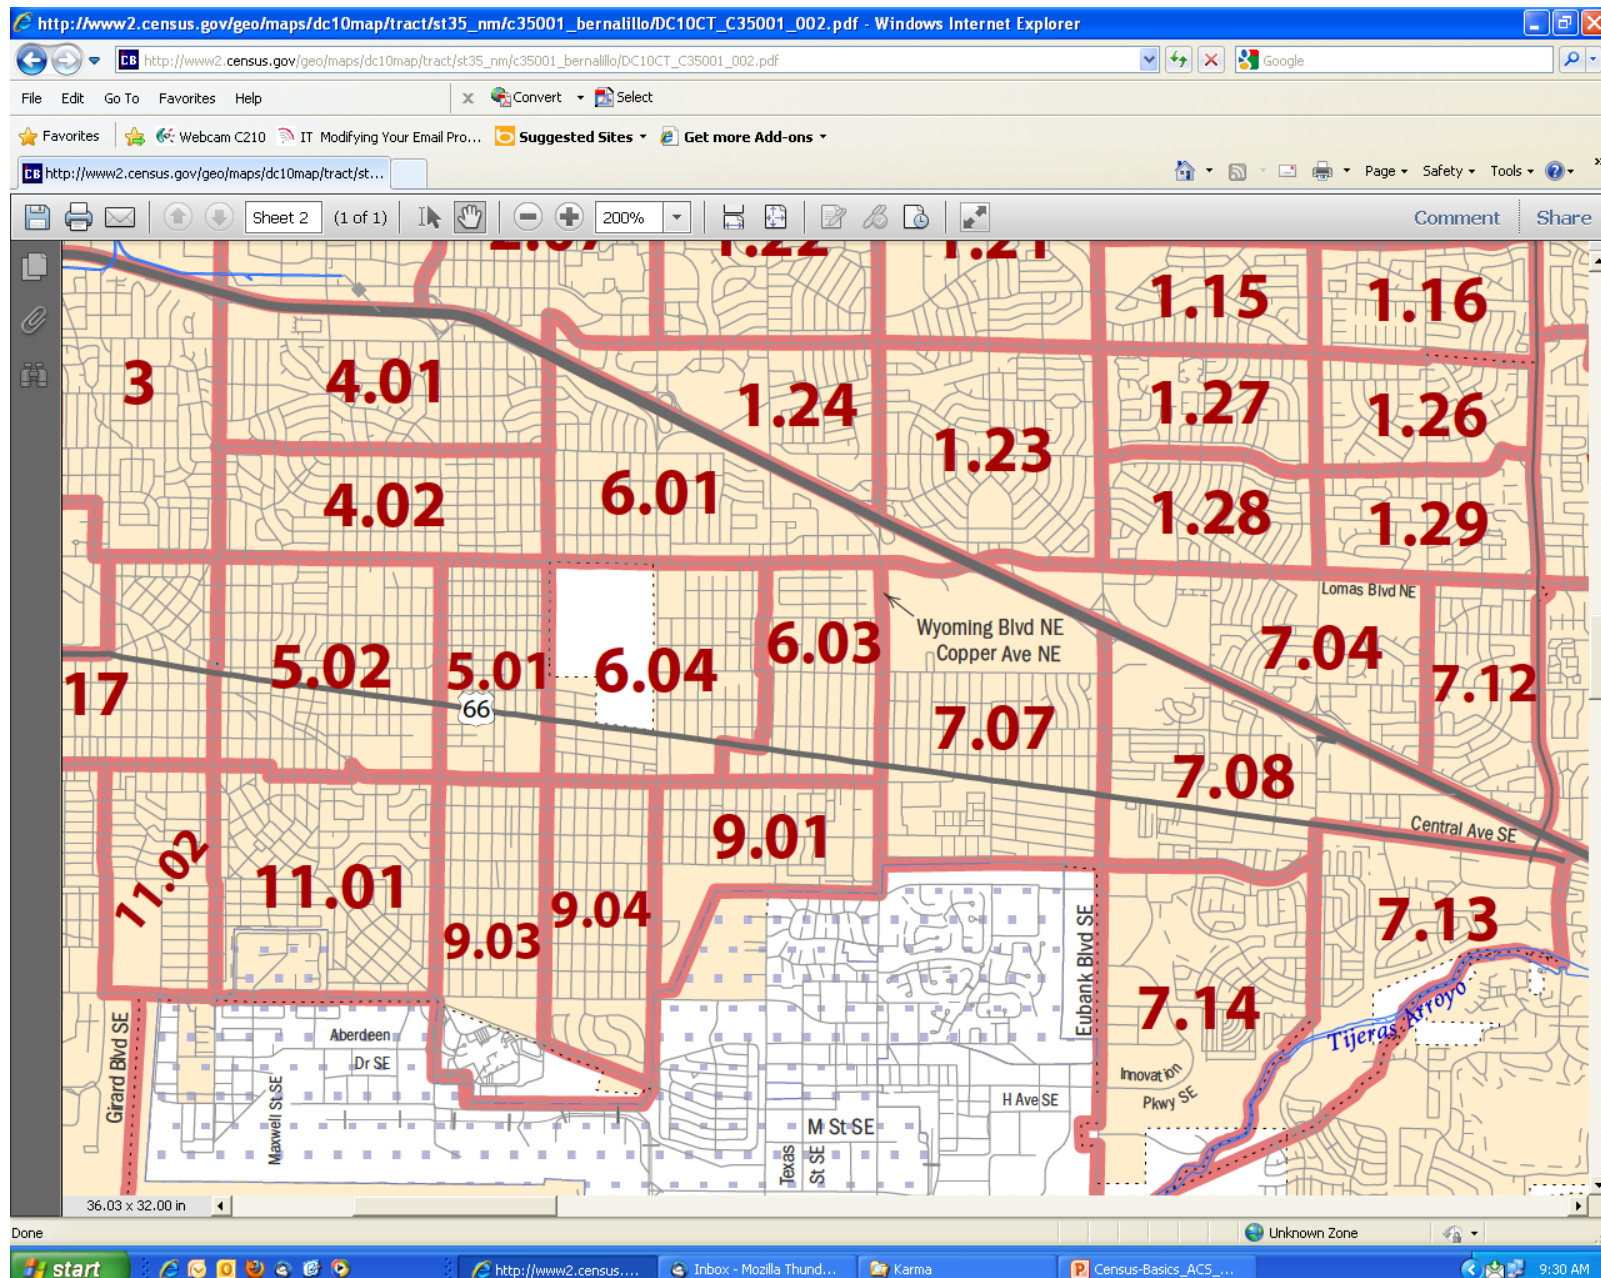 http://www2.census.gov/geo/maps/dc10map/tract/st35_nm/c35001_bernalillo/DC10CT_C35001_002.pdf - Windows Internet Explorer
CB http://www2.census.gov/geo/maps/dc10map/tract/st35_nm/c35001_bernalillo/DC10CT_C35001_002.pdf
Google
File Edit Go To Favorites Help
x Convert Select
Favorites Webcam C210 IT Modifying Your Email Pro... Suggested Sites Get more Add-ons
CB http://www2.census.gov/geo/maps/dc10map/tract/st...
Page Safety Tools »
Sheet 2 (1 of 1) 200% Comment Share
2.07 1.22 1.21
1.15 1.16
3 4.01 1.24 1.27 1.26
1.23
4.02 6.01 1.28 1.29
Lomas Blvd NE
Wyoming Blvd NE
Copper Ave NE
17 5.02 5.01 6.04 6.03 7.04 7.12
66
7.07 7.08
Central Ave SE
9.01
11.02 11.01 9.03 9.04 7.13
Eubank Blvd SE
7.14
Tijeras Arroyo
Girard Blvd SE
Aberdeen
Dr SE
Maxwell St SE
Innovation
Pkwy SE
H Ave SE
M St SE
Texas
St SE
36.03 x 32.00 in
Done
Unknown Zone
start
http://www2.census....
Inbox - Mozilla Thund...
Karma
Census-Basics_ACS_...
9:30 AM